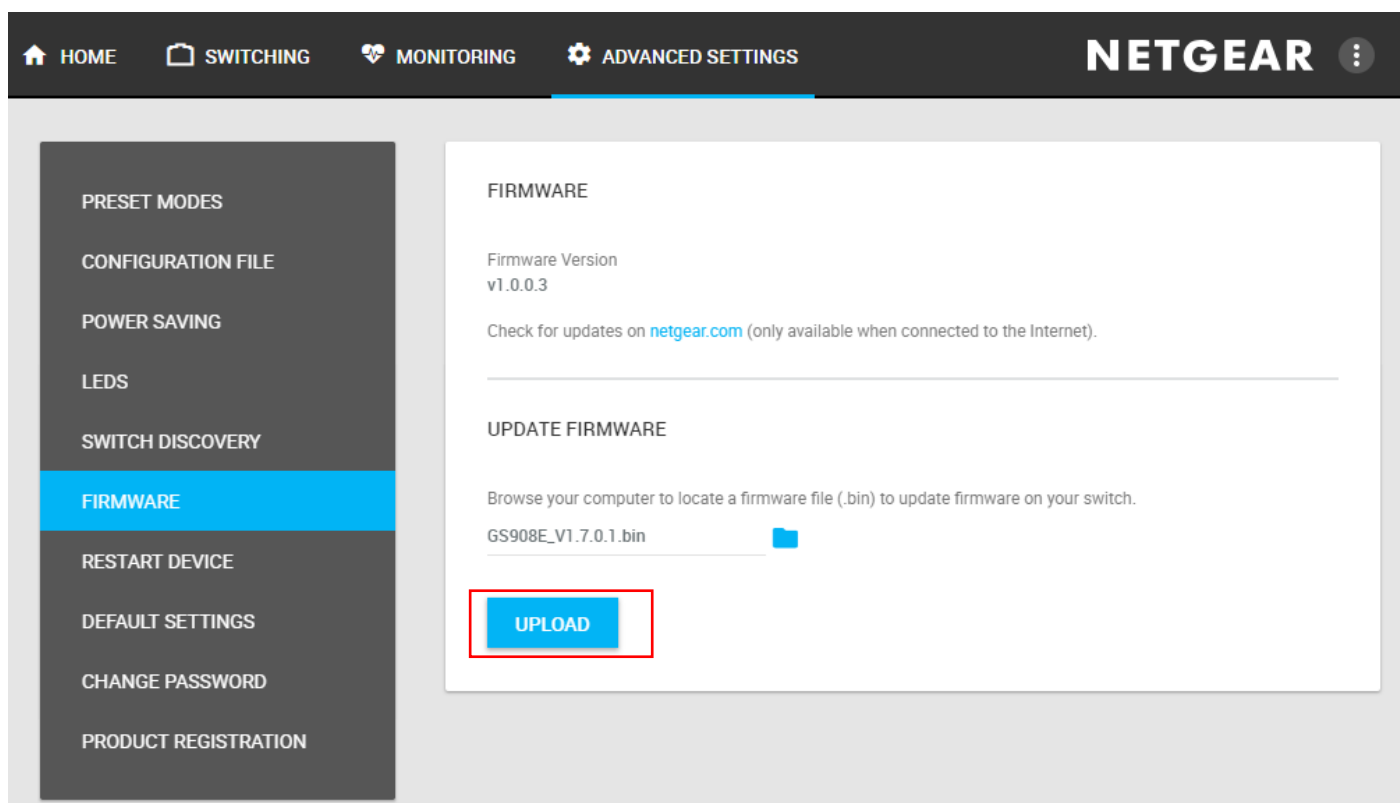 HOME SWITCHING MONITORING ADVANCED SETTINGS NETGEAR
PRESET MODES
CONFIGURATION FILE
POWER SAVING
LEDS
SWITCH DISCOVERY
FIRMWARE
RESTART DEVICE
DEFAULT SETTINGS
CHANGE PASSWORD
PRODUCT REGISTRATION
FIRMWARE
Firmware Version
v1.0.0.3
Check for updates on netgear.com (only available when connected to the Internet).
UPDATE FIRMWARE
Browse your computer to locate a firmware file (.bin) to update firmware on your switch.
GS908E_V1.7.0.1.bin
UPLOAD